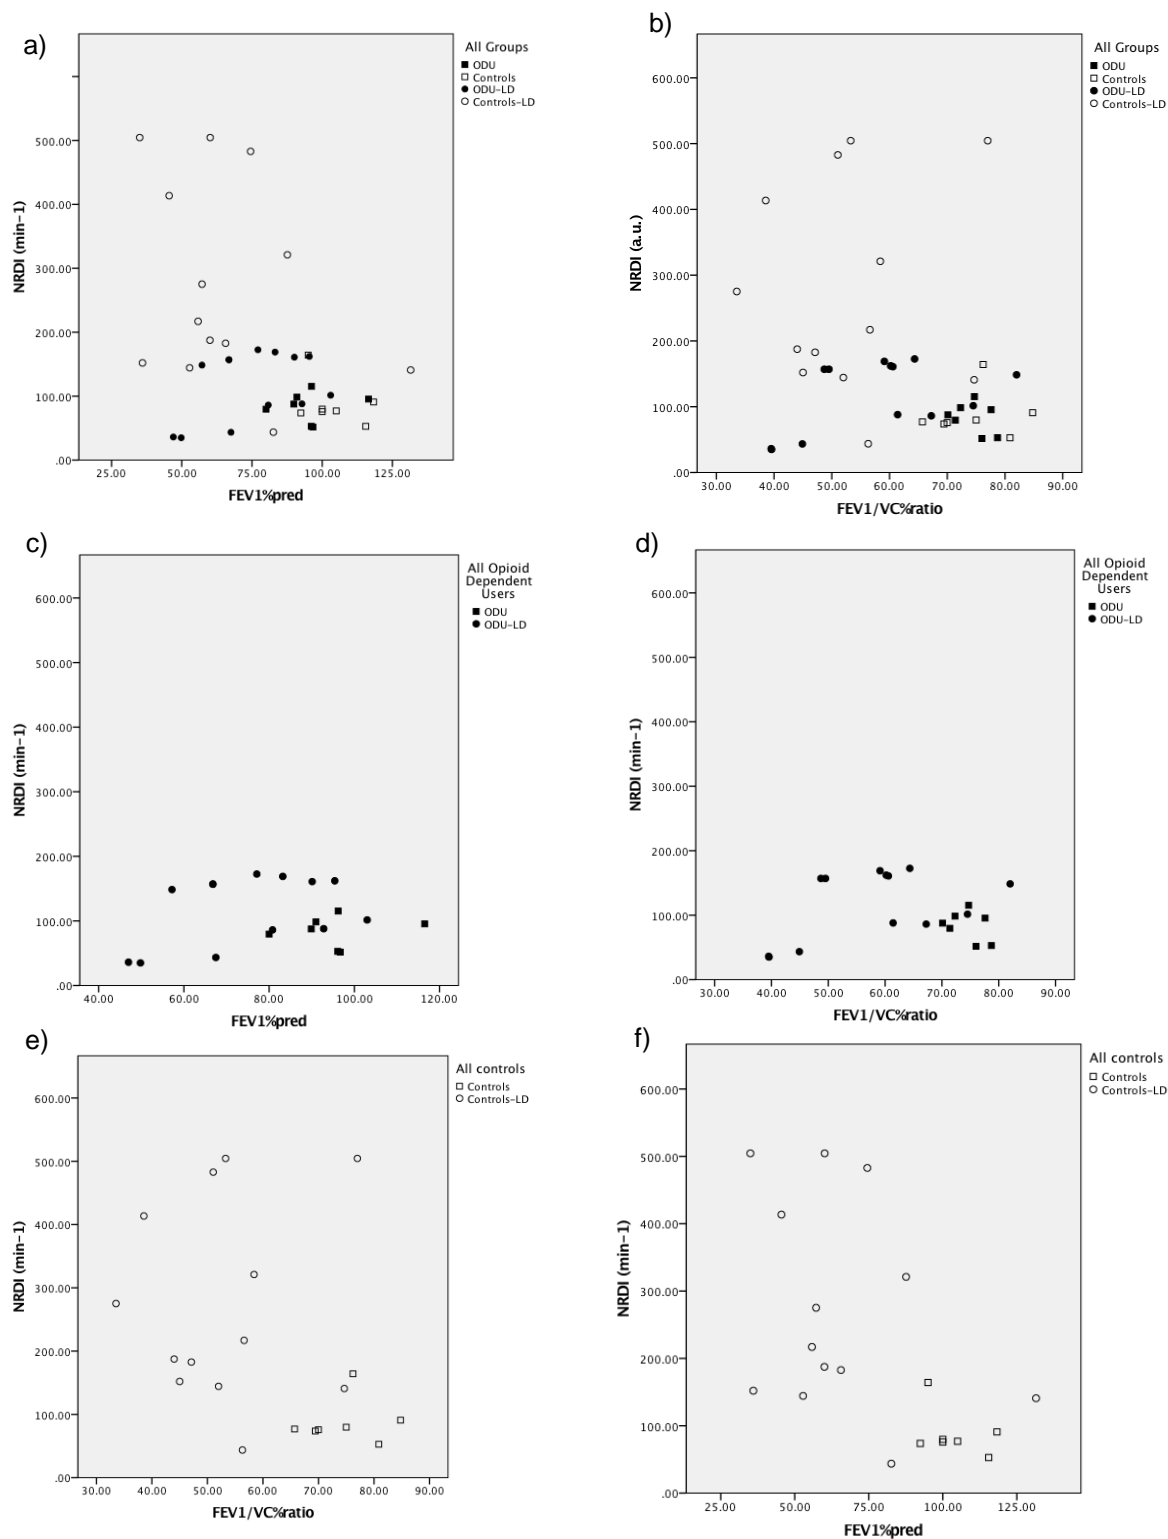 a)
All Groups
ODU
Controls
ODU-LD
Controls-LD
500.00
400.00
300.00
200.00
100.00
.00
NRDI (min-1)
25.00 50.00 75.00 100.00 125.00
FEV1%pred
b)
All Groups
ODU
Controls
ODU-LD
Controls-LD
600.00
500.00
400.00
300.00
200.00
100.00
.00
NRDI (a.u.)
30.00 40.00 50.00 60.00 70.00 80.00 90.00
FEV1/VC%ratio
c)
All Opioid
Dependent
Users
ODU
ODU-LD
600.00
500.00
400.00
300.00
200.00
100.00
.00
NRDI (min-1)
40.00 60.00 80.00 100.00 120.00
FEV1%pred
d)
All Opioid
Dependent
Users
ODU
ODU-LD
600.00
500.00
400.00
300.00
200.00
100.00
.00
NRDI (min-1)
30.00 40.00 50.00 60.00 70.00 80.00 90.00
FEV1/VC%ratio
e)
All controls
Controls
Controls-LD
600.00
500.00
400.00
300.00
200.00
100.00
.00
NRDI (min-1)
30.00 40.00 50.00 60.00 70.00 80.00 90.00
FEV1/VC%ratio
f)
All controls
Controls
Controls-LD
600.00
500.00
400.00
300.00
200.00
100.00
.00
NRDI (min-1)
25.00 50.00 75.00 100.00 125.00
FEV1%pred